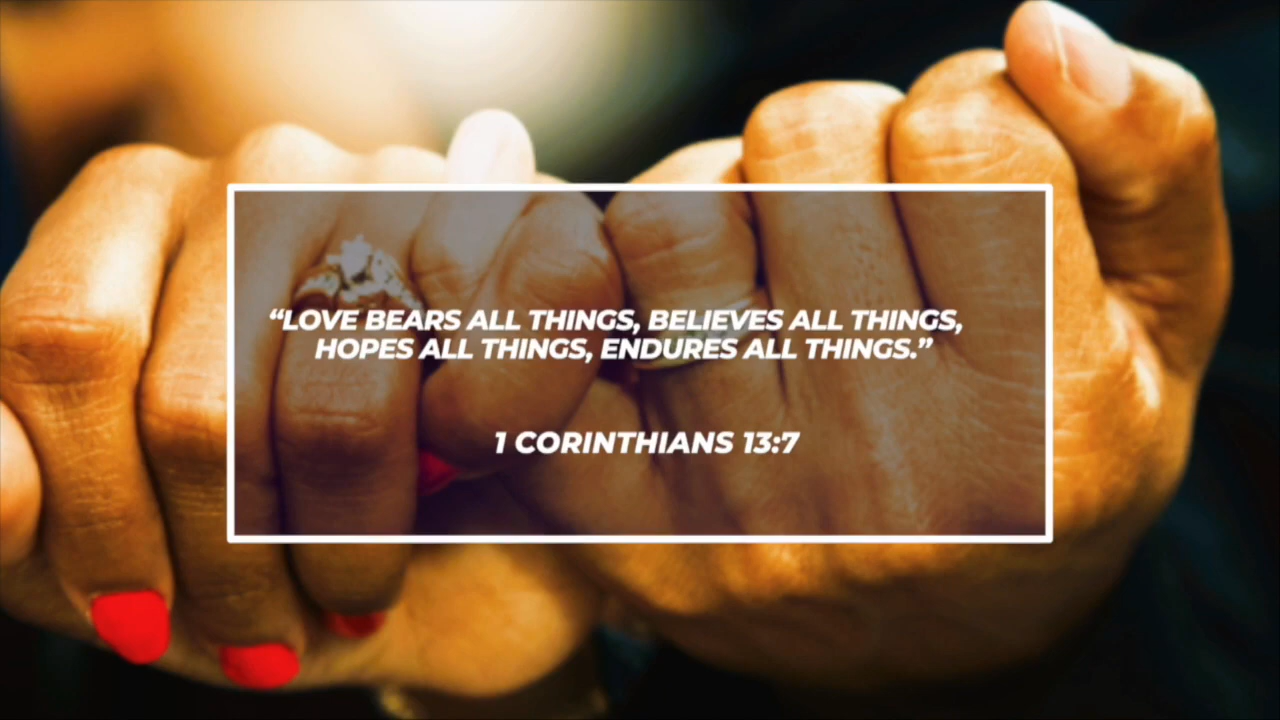 “LOVE BEARS ALL THINGS, BELIEVES ALL THINGS,
HOPES ALL THINGS, ENDURES ALL THINGS.”
1 CORINTHIANS 13:7